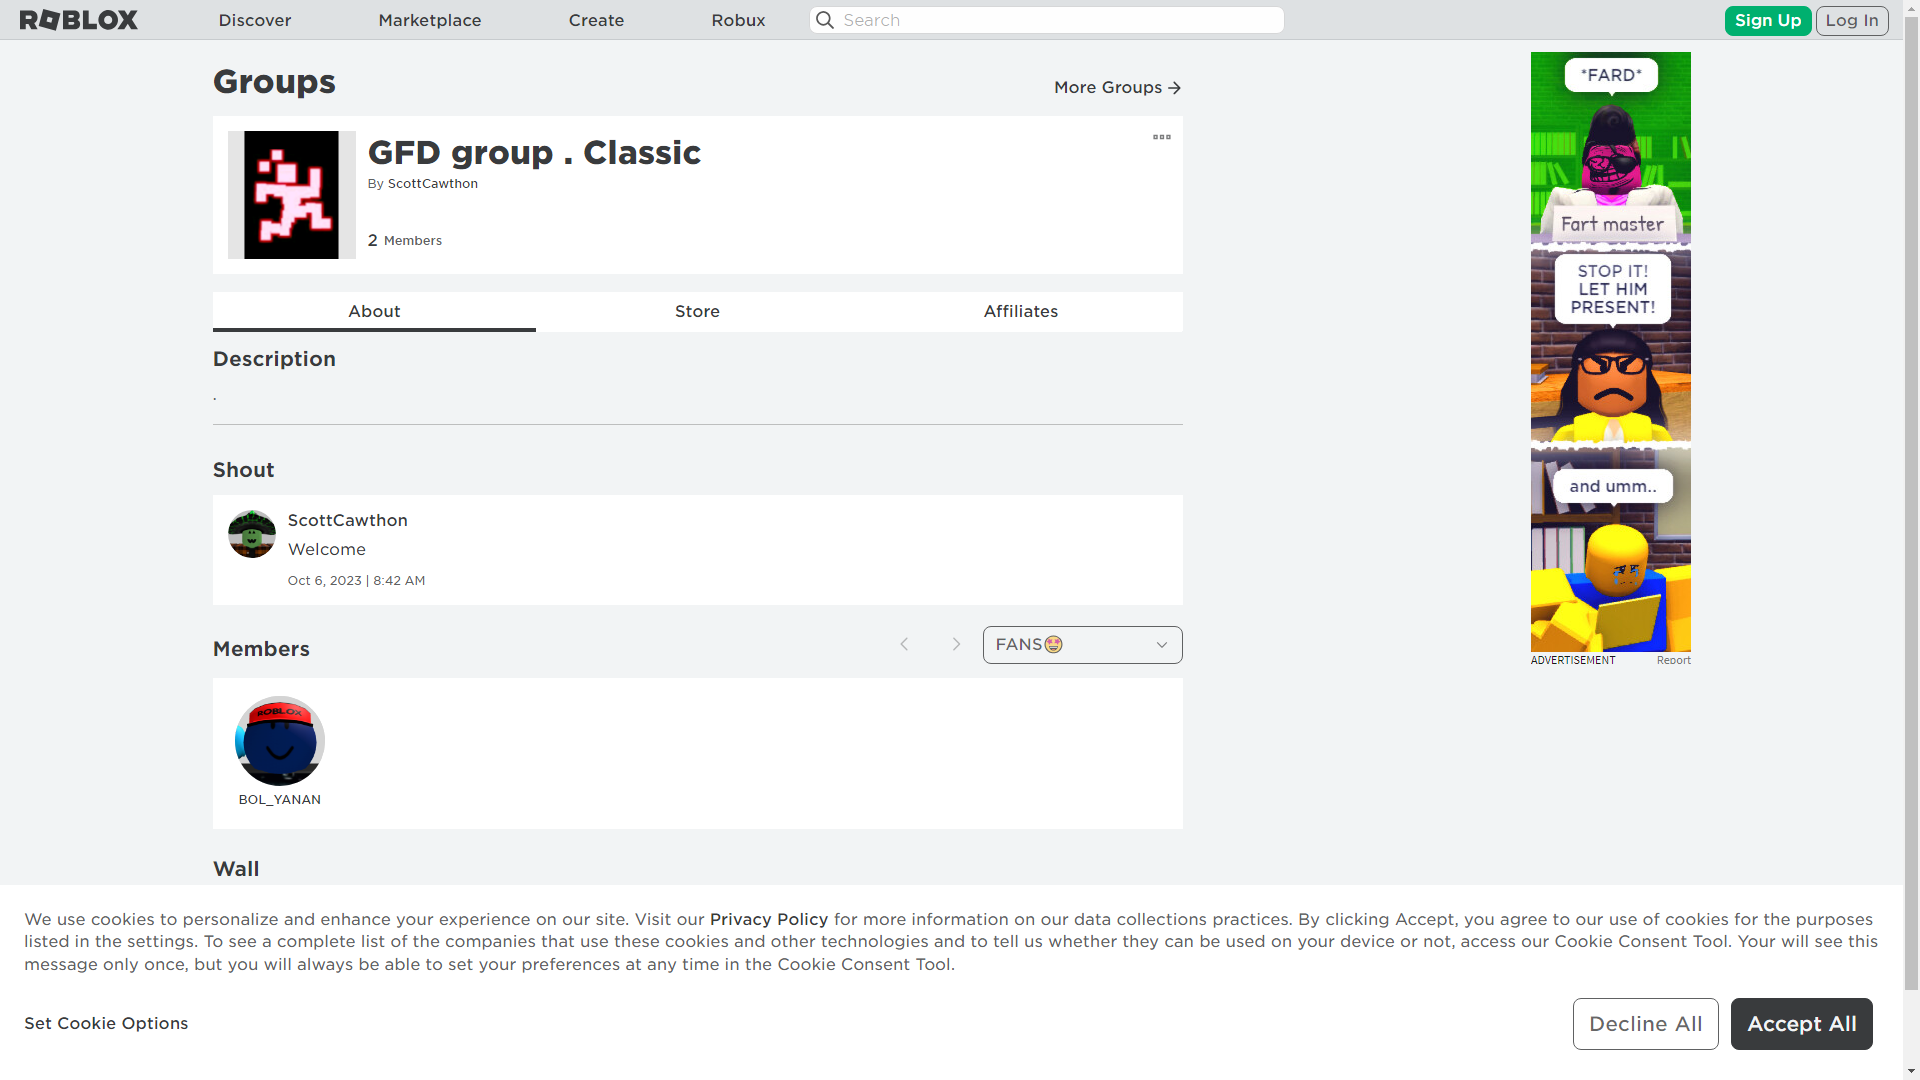 ROBLOX
Discover
Marketplace
Create
Robux
Search
Sign Up
Log In
Groups
More Groups
GFD group . Classic
By ScottCawthon
2 Members
About
Store
Affiliates
Description
.
Shout
ScottCawthon
Welcome
Oct 6, 2023 | 8:42 AM
Members
FANS🤩
ROBLOX
BOL_YANAN
Wall
*FARD*
Fart master
STOP IT!
LET HIM
PRESENT!
and umm..
ADVERTISEMENT
Report
We use cookies to personalize and enhance your experience on our site. Visit our Privacy Policy for more information on our data collections practices. By clicking Accept, you agree to our use of cookies for the purposes
listed in the settings. To see a complete list of the companies that use these cookies and other technologies and to tell us whether they can be used on your device or not, access our Cookie Consent Tool. Your will see this
message only once, but you will always be able to set your preferences at any time in the Cookie Consent Tool.
Set Cookie Options
Decline All
Accept All